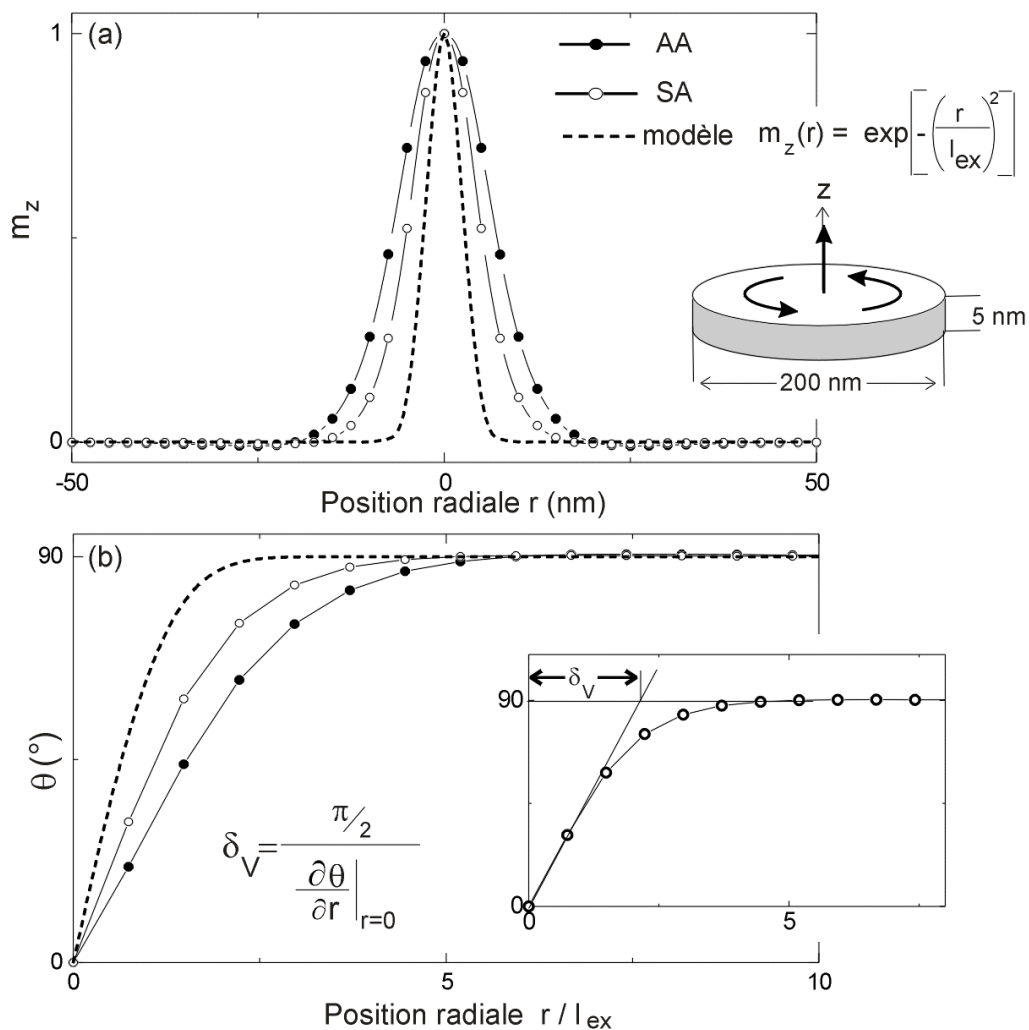 (a)
1
0
m_z
-50
0
50
Position radiale r (nm)
AA
SA
modèle
m_z(r) = exp[-(r/l_ex)²]
z
5 nm
200 nm
(b)
90
0
θ (°)
0
5
10
Position radiale r / l_ex
δ_V = π/2 / ∂θ/∂r|_r=0
δ_V
90
0
0
5